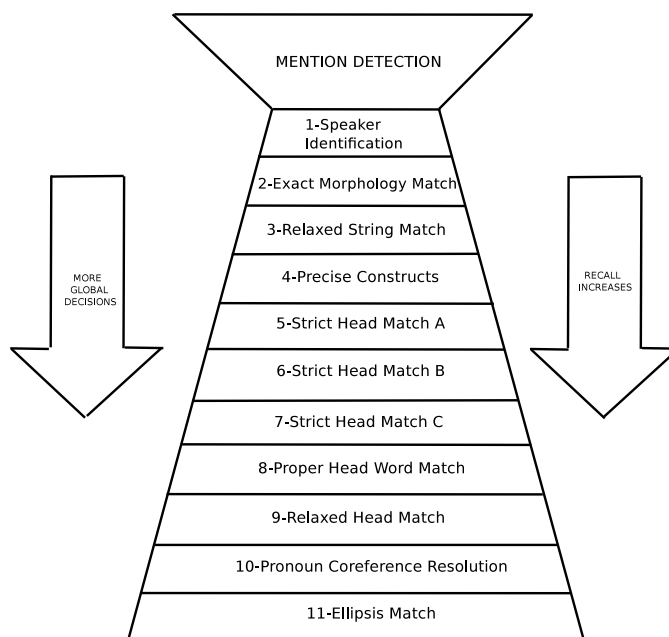 MENTION DETECTION
1-Speaker
Identification
2-Exact Morphology Match
3-Relaxed String Match
4-Precise Constructs
5-Strict Head Match A
6-Strict Head Match B
7-Strict Head Match C
8-Proper Head Word Match
9-Relaxed Head Match
10-Pronoun Coreference Resolution
11-Ellipsis Match
MORE
GLOBAL
DECISIONS
RECALL
INCREASES